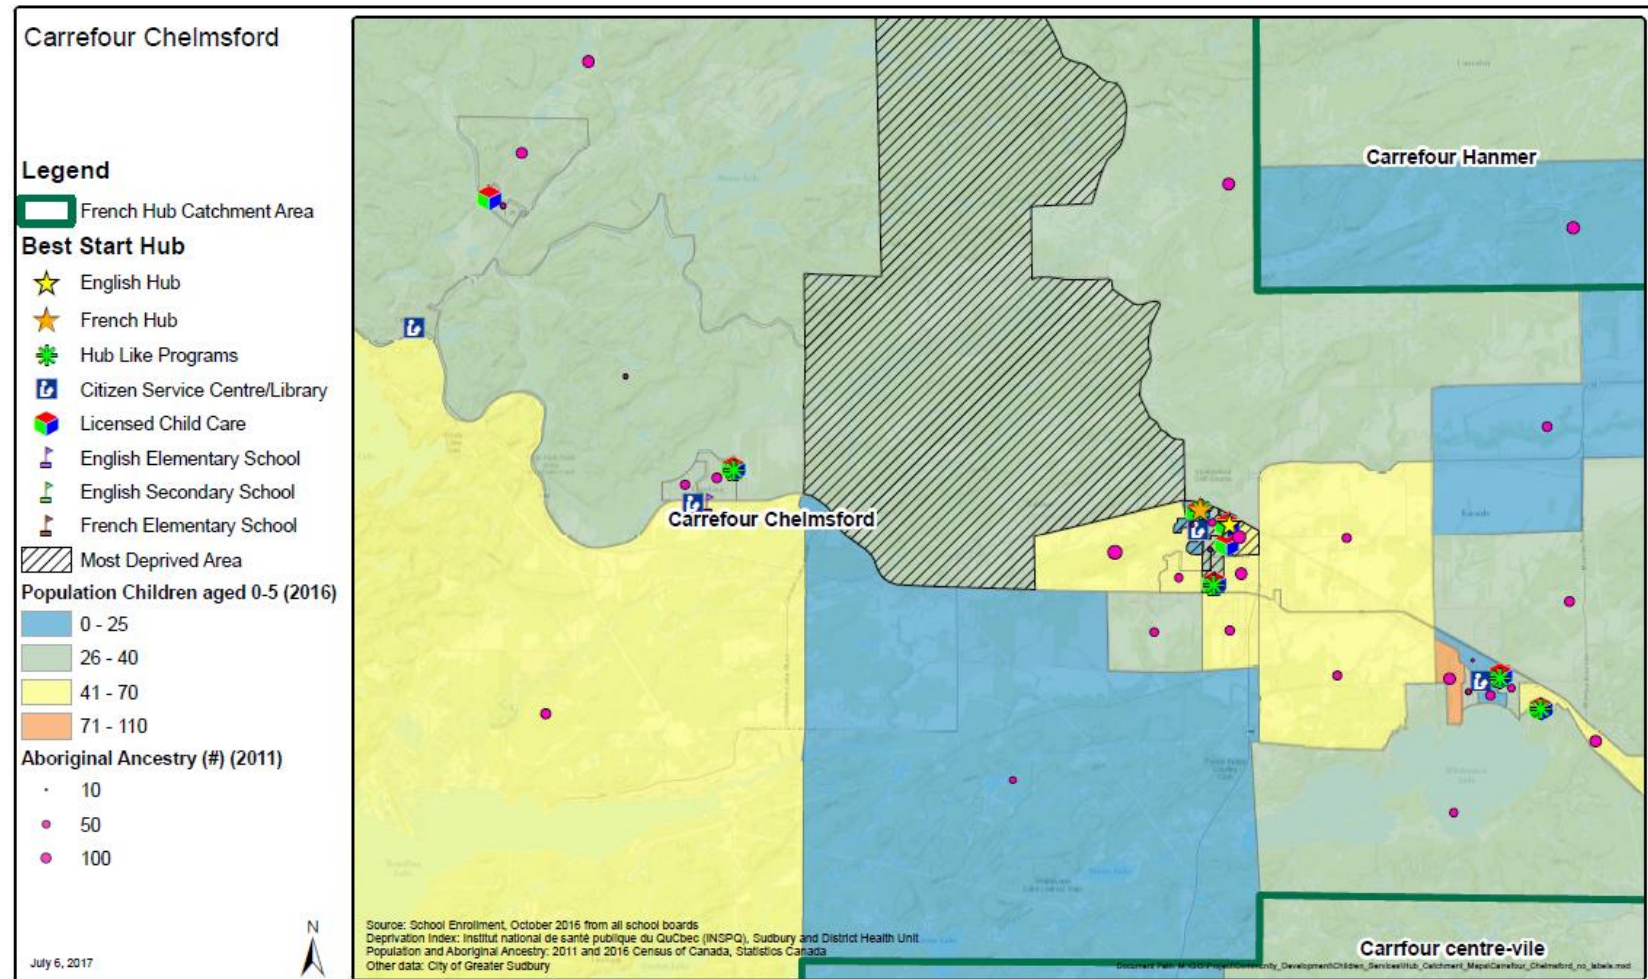 Carrefour Chelmsford
Legend
French Hub Catchment Area
Best Start Hub
English Hub
French Hub
Hub Like Programs
Citizen Service Centre/Library
Licensed Child Care
English Elementary School
English Secondary School
French Elementary School
Most Deprived Area
Population Children aged 0-5 (2016)
0 - 25
26 - 40
41 - 70
71 - 110
Aboriginal Ancestry (#) (2011)
10
50
100
July 6, 2017
N
Carrefour Hanmer
Carrefour Chelmsford
Carrfour centre-vile
Source: School Enrollment, October 2016 from all school boards
Deprivation Index: Institut national de santé publique du QuCbec (INSPQ), Sudbury and District Health Unit
Population and Aboriginal Ancestry: 2011 and 2016 Census of Canada, Statistics Canada
Other data: City of Greater Sudbury